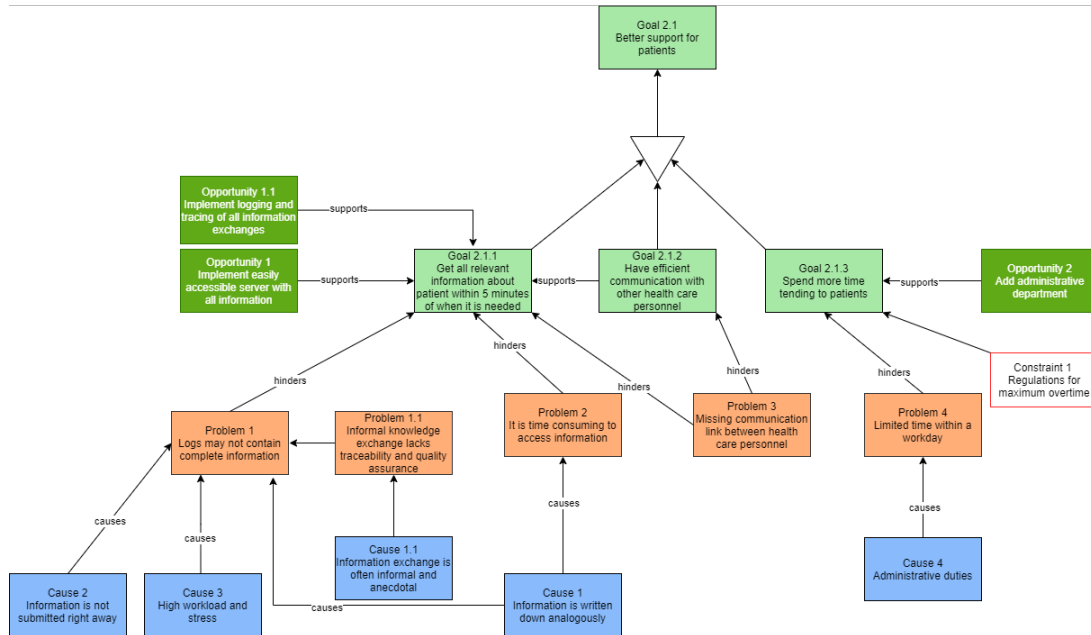 Goal 2.1
Better support for
patients
Opportunity 1.1
Implement logging and
tracing of all information
exchanges
supports
Goal 2.1.1
Get all relevant
information about
patient within 5 minutes
of when it is needed
Goal 2.1.2
Have efficient
communication with
other health care
personnel
Goal 2.1.3
Spend more time
tending to patients
Opportunity 1
Implement easily
accessible server with
all information
supports
supports
supports
Opportunity 2
Add administrative
department
Constraint 1
Regulations for
maximum overtime
hinders
hinders
hinders
hinders
hinders
Problem 1
Logs may not contain
complete information
Problem 1.1
Informal knowledge
exchange lacks
traceability and quality
assurance
Problem 2
It is time consuming to
access information
Problem 3
Missing communication
link between health
care personnel
Problem 4
Limited time within a
workday
causes
causes
causes
causes
Cause 1.1
Information exchange is
often informal and
anecdotal
Cause 4
Administrative duties
Cause 2
Information is not
submitted right away
Cause 3
High workload and
stress
causes
Cause 1
Information is written
down analogously